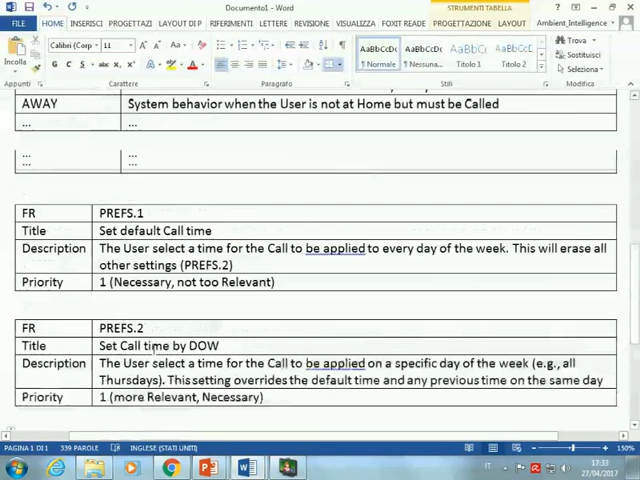 Documento1 - Word
STRUMENTI TABELLA
FILE HOME INSERISCI PROGETTAZI LAYOUT DI P RIFERIMENTI LETTERE REVISIONE VISUALIZZA FOXIT READER PROGETTAZIONE LAYOUT Ambient_Intelligence
Calibri (Corp 11
Incolla
AaBbCcDc AaBbCcDc AaBbCc AaBbCcD
¶ Normale ¶ Nessuna... Titolo 1 Titolo 2
Trova
Sostituisci
Seleziona
Appunti Carattere Paragrafo Stili Modifica
AWAY System behavior when the User is not at Home but must be Called
... ...
... ...
... ...
FR PREFS.1
Title Set default Call time
Description The User select a time for the Call to be applied to every day of the week. This will erase all
other settings (PREFS.2)
Priority 1 (Necessary, not too Relevant)
FR PREFS.2
Title Set Call time by DOW
Description The User select a time for the Call to be applied on a specific day of the week (e.g., all
Thursdays). This setting overrides the default time and any previous time on the same day
Priority 1 (more Relevant, Necessary)
PAGINA 1 DI 1 339 PAROLE INGLESE (STATI UNITI) 150%
IT 17:33
27/04/2017